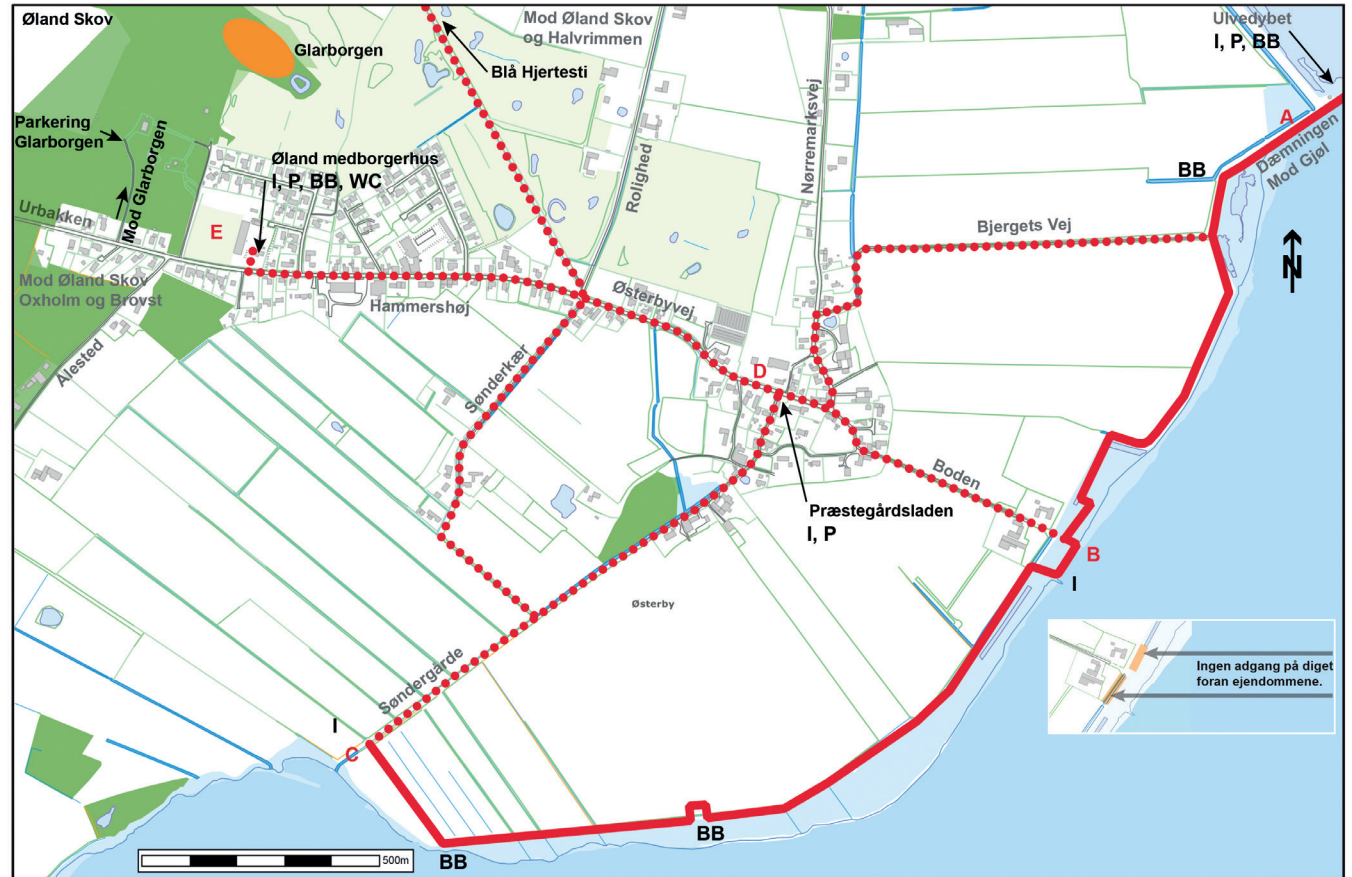 Øland Skov
Glarborgen
Mod Øland Skov
og Halvrimmen
Blå Hjertesti
Ulvedybet
I, P, BB
Parkering
Glarborgen
Mod Glarborgen
Øland medborgerhus
I, P, BB, WC
Rolighed
Nørremarksvej
A
Dæmningen
Mod Gjøl
BB
Urbakken
E
Bjergets Vej
N
Mod Øland Skov
Oxholm og Brovst
Hammershøj
Østerbyvej
Alested
Sønderkær
D
Boden
Præstegårdsladen
I, P
B
I
Østerby
Ingen adgang på diget
foran ejendommene.
Søndergårde
I
C
BB
BB
500m